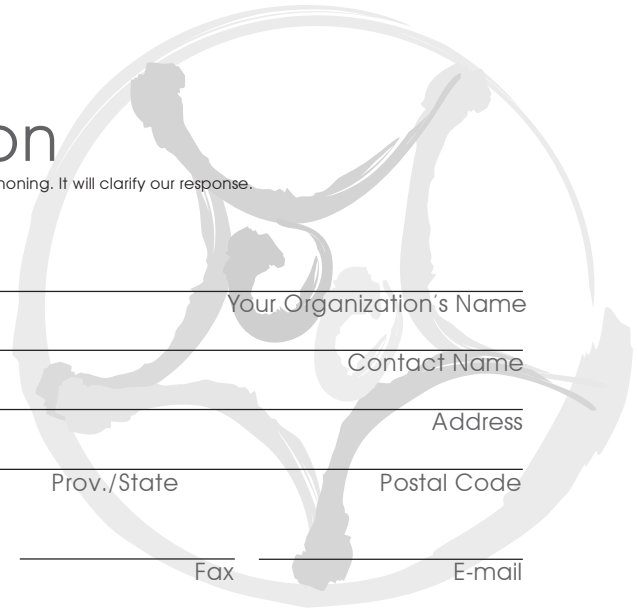 on
honing. It will clarify our response.
Your Organization's Name
Contact Name
Address
Prov./State Postal Code
Fax E-mail